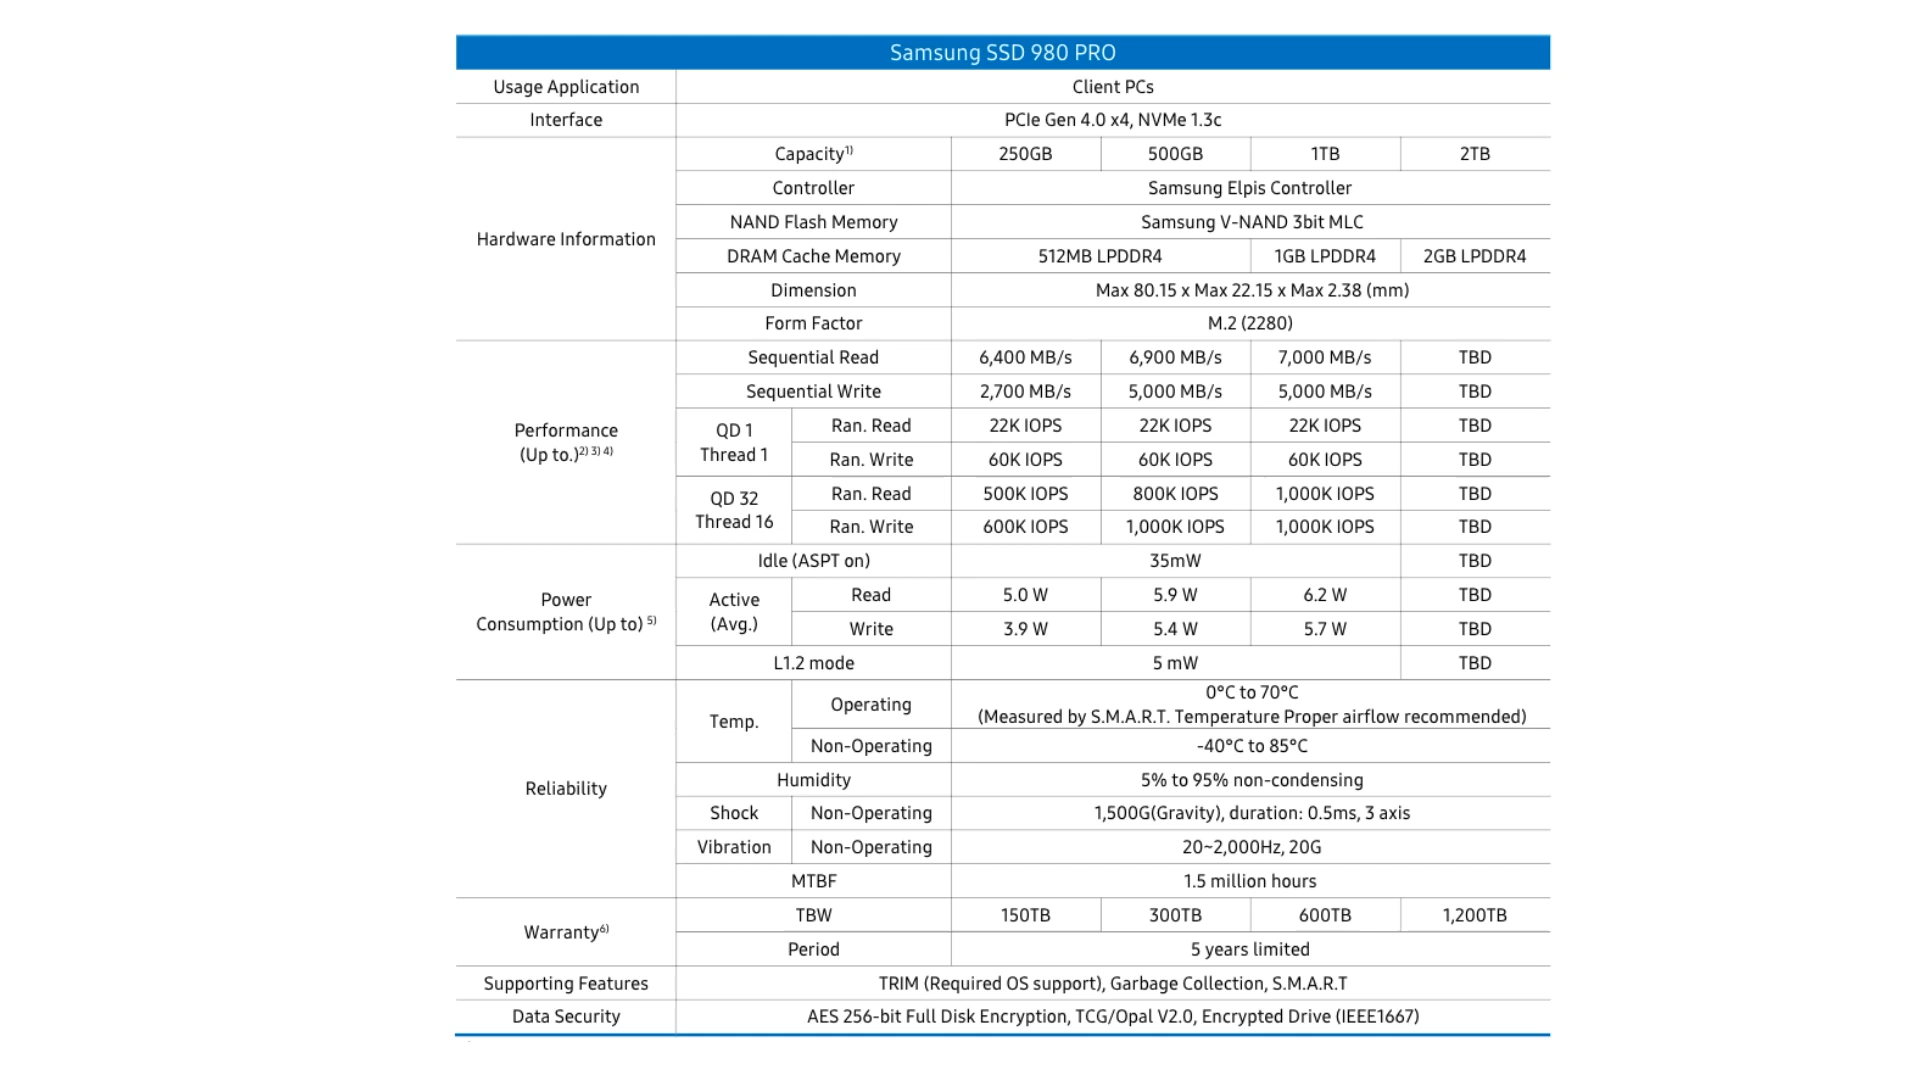 Samsung SSD 980 PRO
Usage Application Client PCs
Interface PCIe Gen 4.0 x4, NVMe 1.3c
Hardware Information
Capacity1) 250GB 500GB 1TB 2TB
Controller Samsung Elpis Controller
NAND Flash Memory Samsung V-NAND 3bit MLC
DRAM Cache Memory 512MB LPDDR4 1GB LPDDR4 2GB LPDDR4
Dimension Max 80.15 x Max 22.15 x Max 2.38 (mm)
Form Factor M.2 (2280)
Performance
(Up to.)2) 3) 4)
Sequential Read 6,400 MB/s 6,900 MB/s 7,000 MB/s TBD
Sequential Write 2,700 MB/s 5,000 MB/s 5,000 MB/s TBD
QD 1
Thread 1
Ran. Read 22K IOPS 22K IOPS 22K IOPS TBD
Ran. Write 60K IOPS 60K IOPS 60K IOPS TBD
QD 32
Thread 16
Ran. Read 500K IOPS 800K IOPS 1,000K IOPS TBD
Ran. Write 600K IOPS 1,000K IOPS 1,000K IOPS TBD
Power
Consumption (Up to) 5)
Idle (ASPT on) 35mW TBD
Active
(Avg.)
Read 5.0 W 5.9 W 6.2 W TBD
Write 3.9 W 5.4 W 5.7 W TBD
L1.2 mode 5 mW TBD
Reliability
Temp.
Operating 0°C to 70°C
(Measured by S.M.A.R.T. Temperature Proper airflow recommended)
Non-Operating -40°C to 85°C
Humidity 5% to 95% non-condensing
Shock Non-Operating 1,500G(Gravity), duration: 0.5ms, 3 axis
Vibration Non-Operating 20~2,000Hz, 20G
MTBF 1.5 million hours
Warranty6)
TBW 150TB 300TB 600TB 1,200TB
Period 5 years limited
Supporting Features TRIM (Required OS support), Garbage Collection, S.M.A.R.T
Data Security AES 256-bit Full Disk Encryption, TCG/Opal V2.0, Encrypted Drive (IEEE1667)